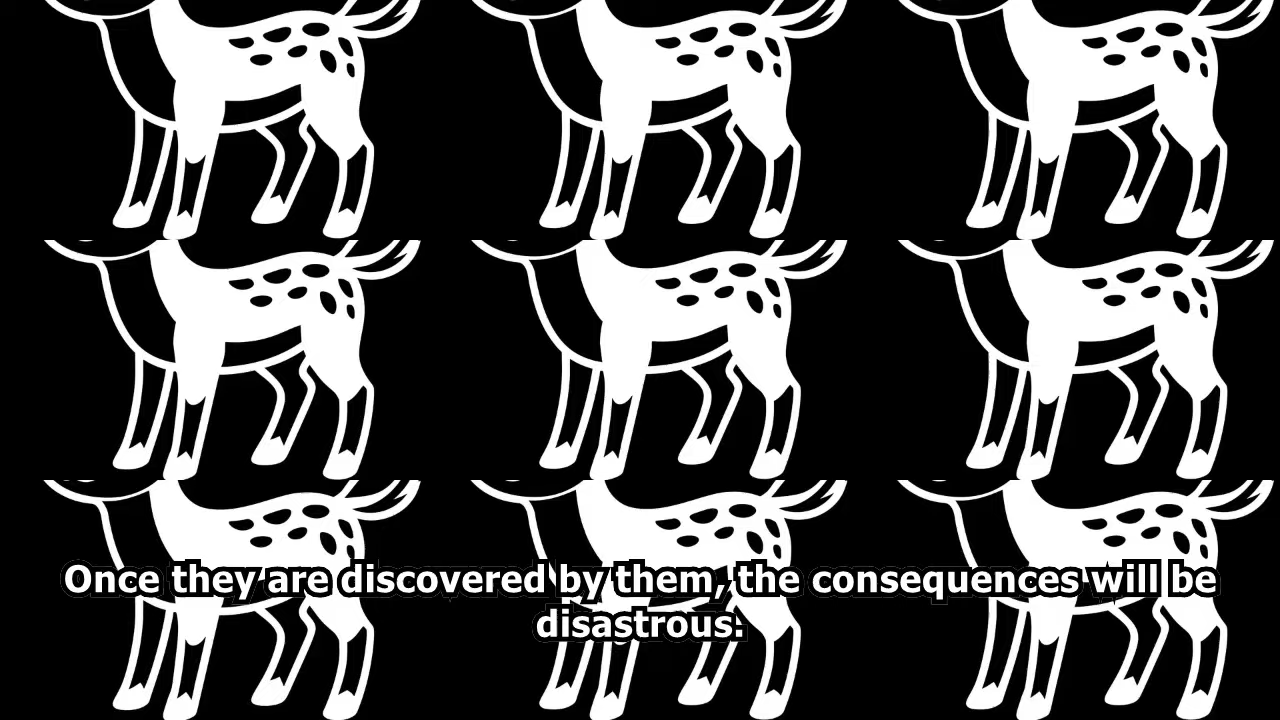 Once they are discovered by them, the consequences will be
disastrous.